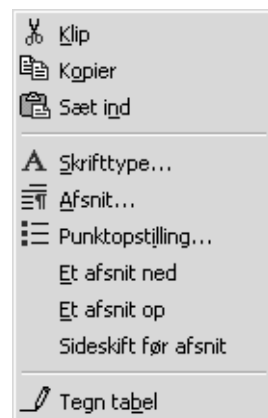 Klip
Kopier
Sæt ind
Skrifttype...
Afsnit...
Punktopstilling...
Et afsnit ned
Et afsnit op
Sideskift før afsnit
Tegn tabel